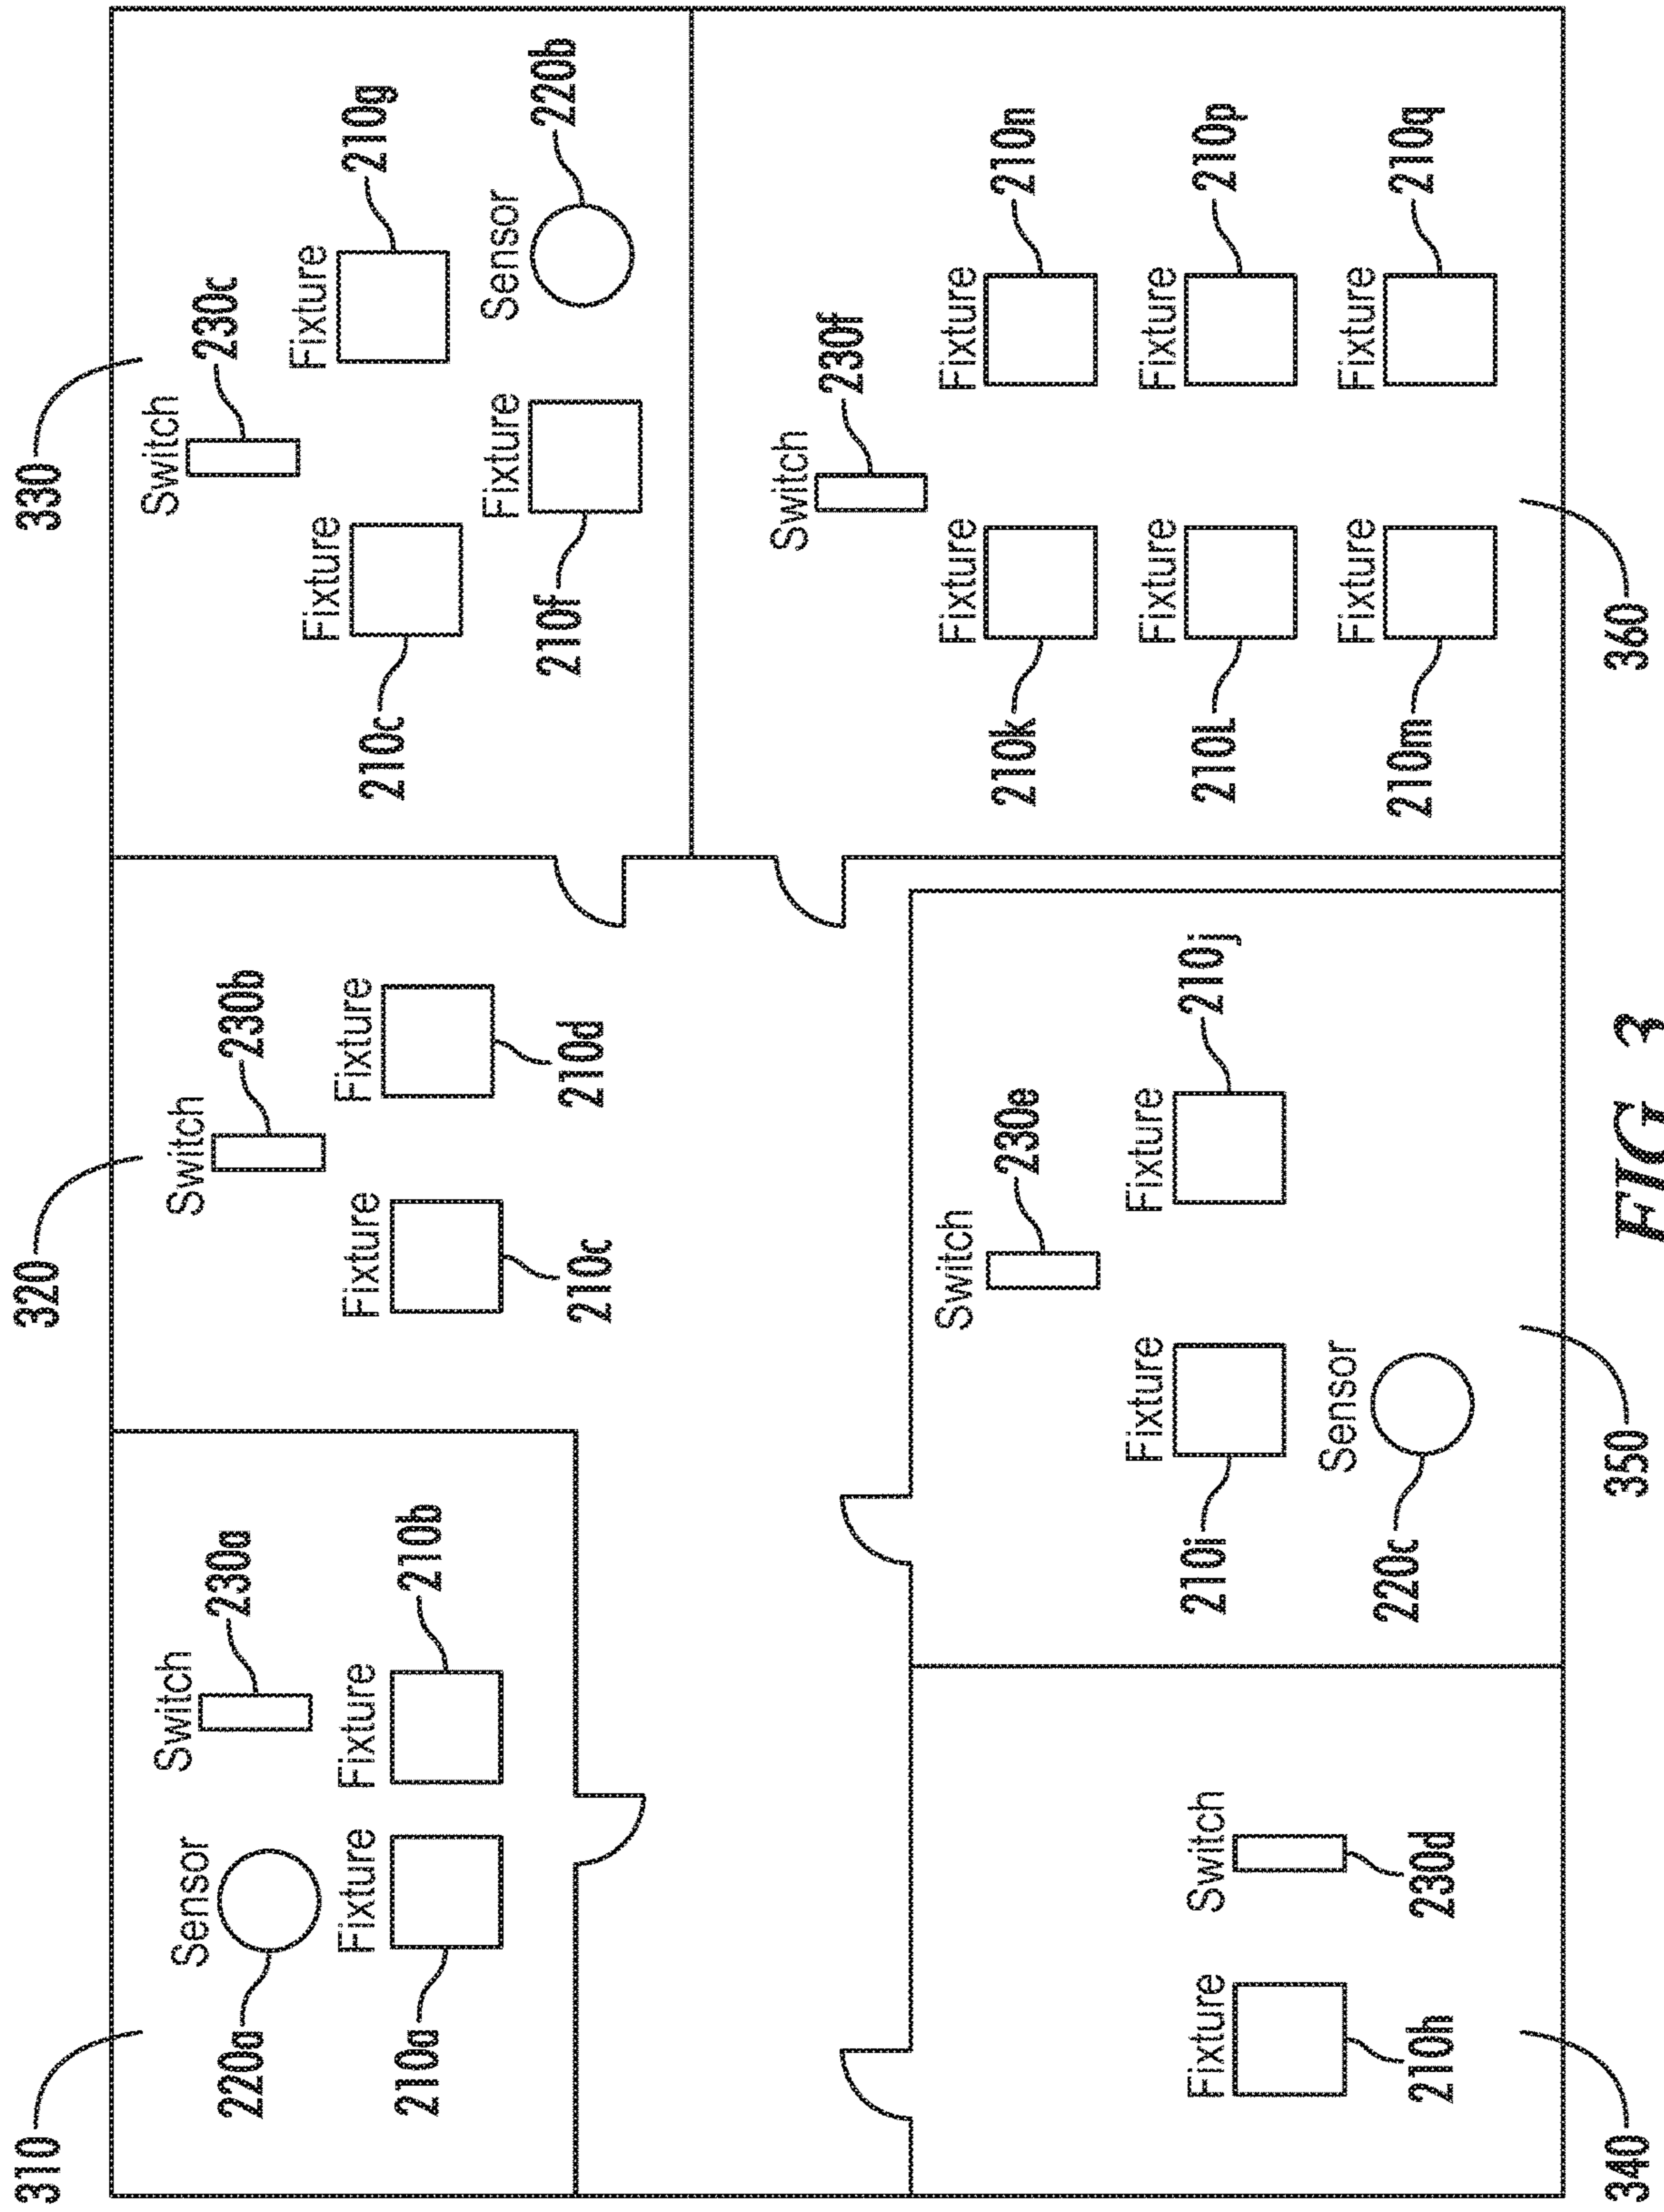 310
320
330
Sensor
220a
Switch
230a
Fixture
210a
Fixture
210b
Switch
230b
Fixture
210c
Fixture
210d
Switch
230c
Fixture
210c
Fixture
210g
Fixture
210f
Sensor
220b
Fixture
210h
Switch
230d
Switch
230e
Fixture
210i
Fixture
210j
Sensor
220c
Switch
230f
Fixture
210k
Fixture
210n
Fixture
210L
Fixture
210p
Fixture
210m
Fixture
210q
340
350
360
FIG. 3